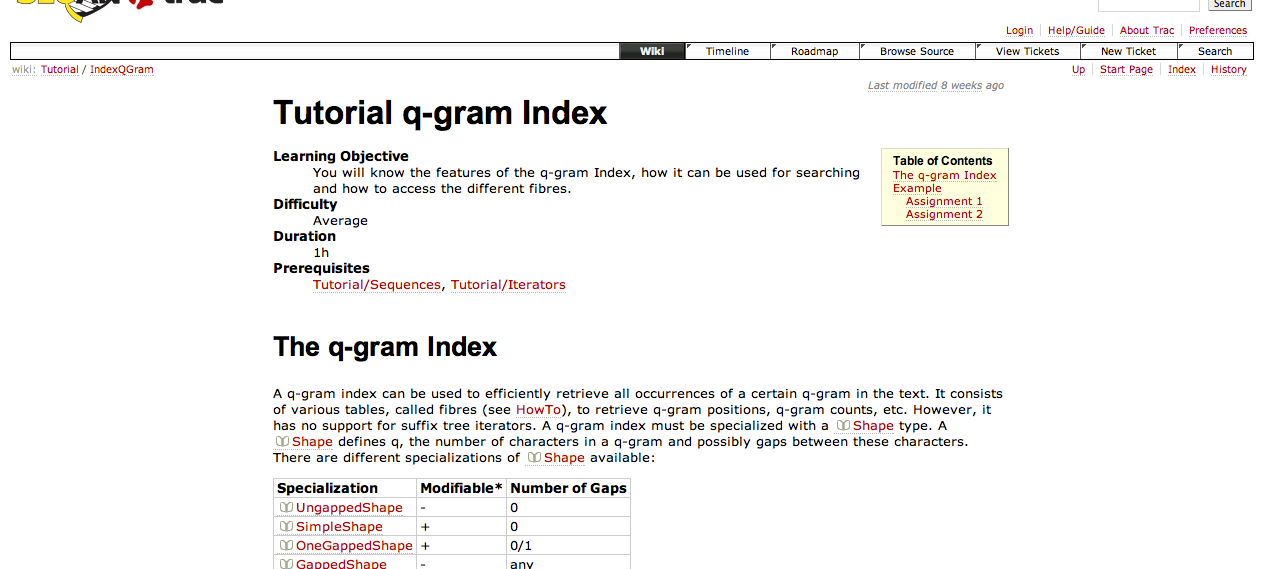 Search
Login Help/Guide About Trac Preferences
Wiki Timeline Roadmap Browse Source View Tickets New Ticket Search
wiki: Tutorial / IndexQGram
Up Start Page Index History
Last modified 8 weeks ago
Tutorial q-gram Index
Learning Objective
You will know the features of the q-gram Index, how it can be used for searching
and how to access the different fibres.
Difficulty
Average
Duration
1h
Prerequisites
Tutorial/Sequences, Tutorial/Iterators
Table of Contents
The q-gram Index
Example
Assignment 1
Assignment 2
The q-gram Index
A q-gram index can be used to efficiently retrieve all occurrences of a certain q-gram in the text. It consists
of various tables, called fibres (see HowTo), to retrieve q-gram positions, q-gram counts, etc. However, it
has no support for suffix tree iterators. A q-gram index must be specialized with a Shape type. A
Shape defines q, the number of characters in a q-gram and possibly gaps between these characters.
There are different specializations of Shape available:
Specialization Modifiable* Number of Gaps
UngappedShape - 0
SimpleShape + 0
OneGappedShape + 0/1
GappedShape - any